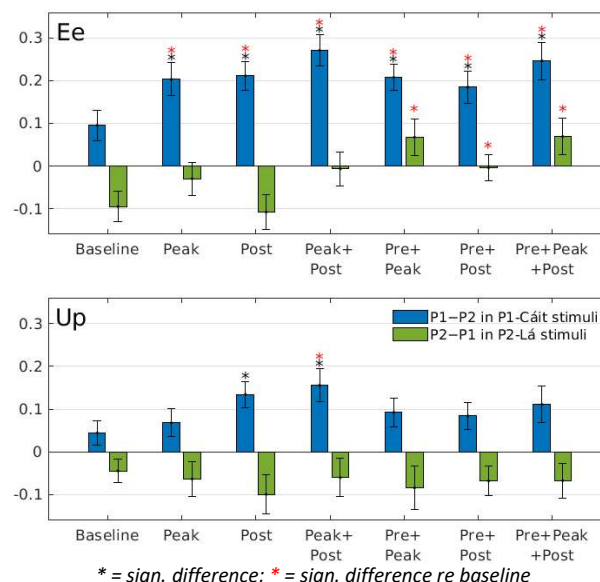 Ee
0.3
0.2
0.1
0
-0.1
* * * * * * * * * * * * * * *
Baseline Peak Post Peak+ Pre+ Pre+ Pre+Peak
Post Peak Post +Post
Up
P1−P2 in P1-Cáit stimuli
P2−P1 in P2-Lá stimuli
0.3
0.2
0.1
0
-0.1
* * *
Baseline Peak Post Peak+ Pre+ Pre+ Pre+Peak
Post Peak Post +Post
* = sign. difference; * = sign. difference re baseline